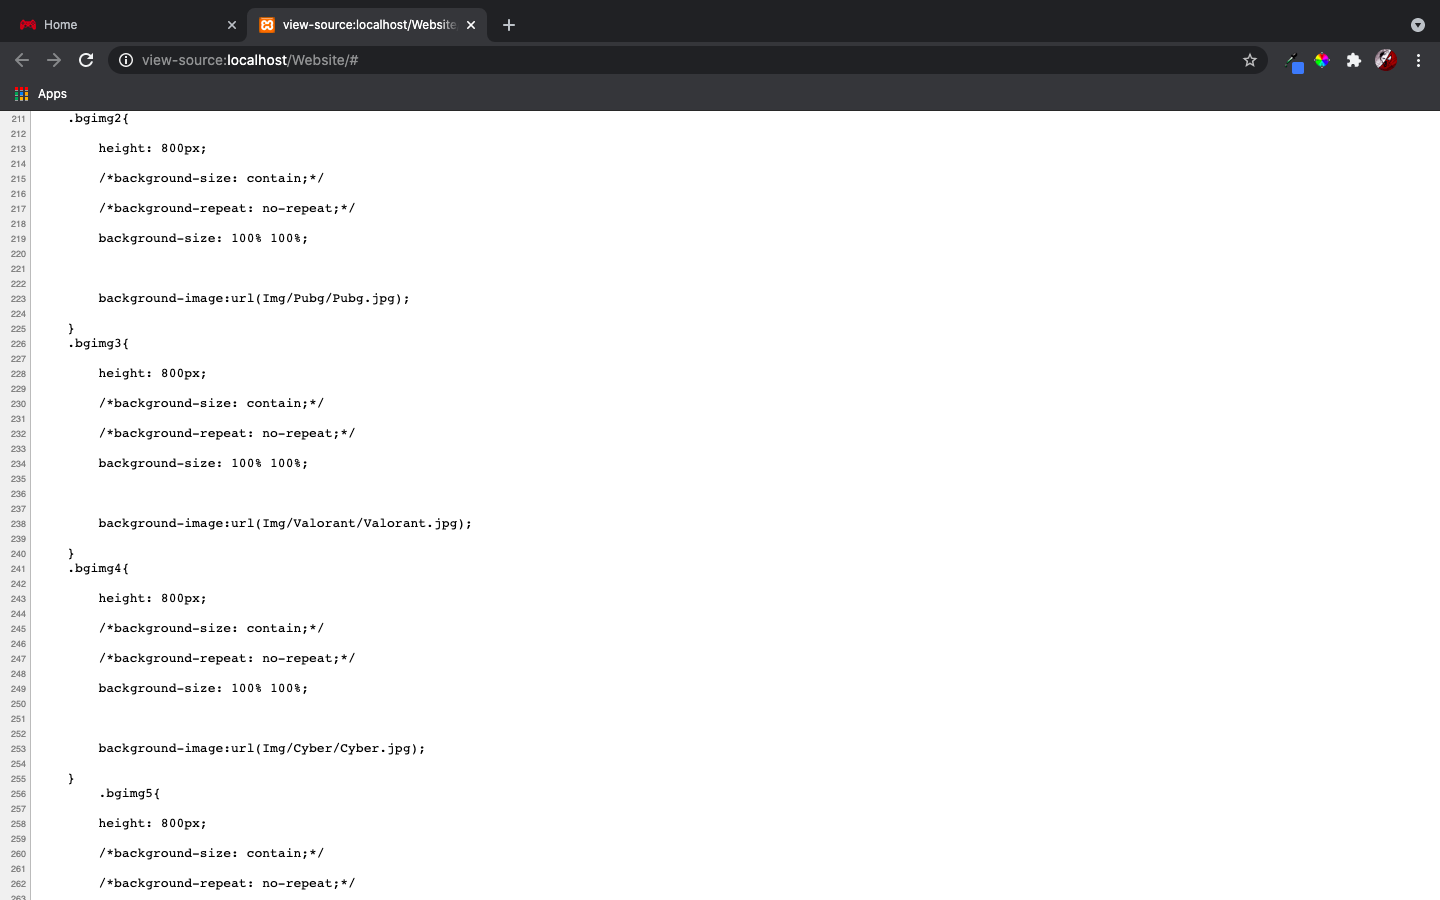 Home
view-source:localhost/Website
view-source:localhost/Website/#
Apps
211 .bgimg2{
212
213 height: 800px;
214
215 /*background-size: contain;*/
216
217 /*background-repeat: no-repeat;*/
218
219 background-size: 100% 100%;
220
221
222
223 background-image:url(Img/Pubg/Pubg.jpg);
224
225 }
226 .bgimg3{
227
228 height: 800px;
229
230 /*background-size: contain;*/
231
232 /*background-repeat: no-repeat;*/
233
234 background-size: 100% 100%;
235
236
237
238 background-image:url(Img/Valorant/Valorant.jpg);
239
240 }
241 .bgimg4{
242
243 height: 800px;
244
245 /*background-size: contain;*/
246
247 /*background-repeat: no-repeat;*/
248
249 background-size: 100% 100%;
250
251
252
253 background-image:url(Img/Cyber/Cyber.jpg);
254
255 }
256 .bgimg5{
257
258 height: 800px;
259
260 /*background-size: contain;*/
261
262 /*background-repeat: no-repeat;*/
263